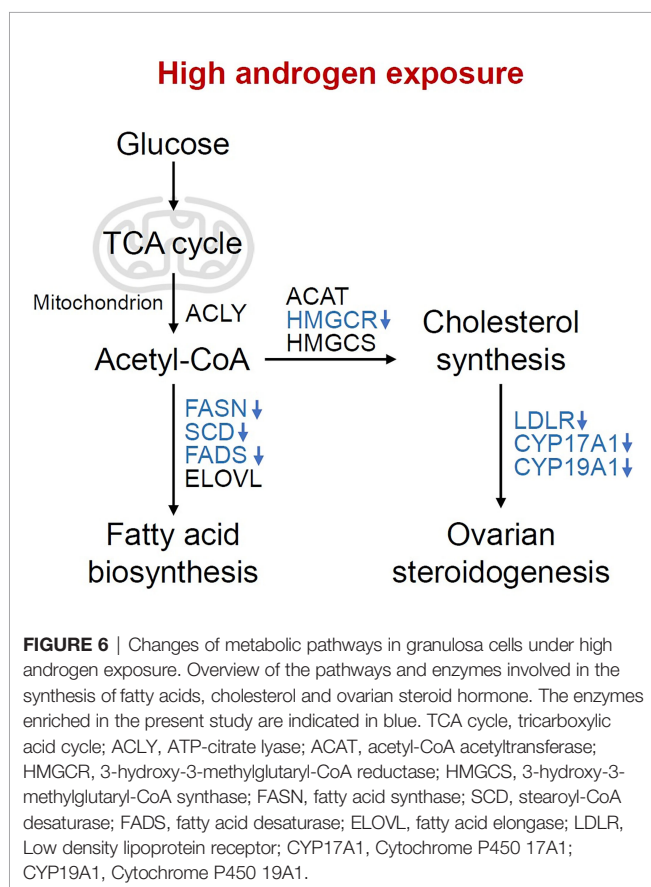 High androgen exposure
Glucose
TCA cycle
Mitochondrion
ACLY
Acetyl-CoA
ACAT
HMGCR↓
HMGCS
Cholesterol
synthesis
FASN↓
SCD↓
FADS↓
ELOVL
LDLR↓
CYP17A1↓
CYP19A1↓
Fatty acid
biosynthesis
Ovarian
steroidogenesis
FIGURE 6 | Changes of metabolic pathways in granulosa cells under high
androgen exposure. Overview of the pathways and enzymes involved in the
synthesis of fatty acids, cholesterol and ovarian steroid hormone. The enzymes
enriched in the present study are indicated in blue. TCA cycle, tricarboxylic
acid cycle; ACLY, ATP-citrate lyase; ACAT, acetyl-CoA acetyltransferase;
HMGCR, 3-hydroxy-3-methylglutaryl-CoA reductase; HMGCS, 3-hydroxy-3-
methylglutaryl-CoA synthase; FASN, fatty acid synthase; SCD, stearoyl-CoA
desaturase; FADS, fatty acid desaturase; ELOVL, fatty acid elongase; LDLR,
Low density lipoprotein receptor; CYP17A1, Cytochrome P450 17A1;
CYP19A1, Cytochrome P450 19A1.